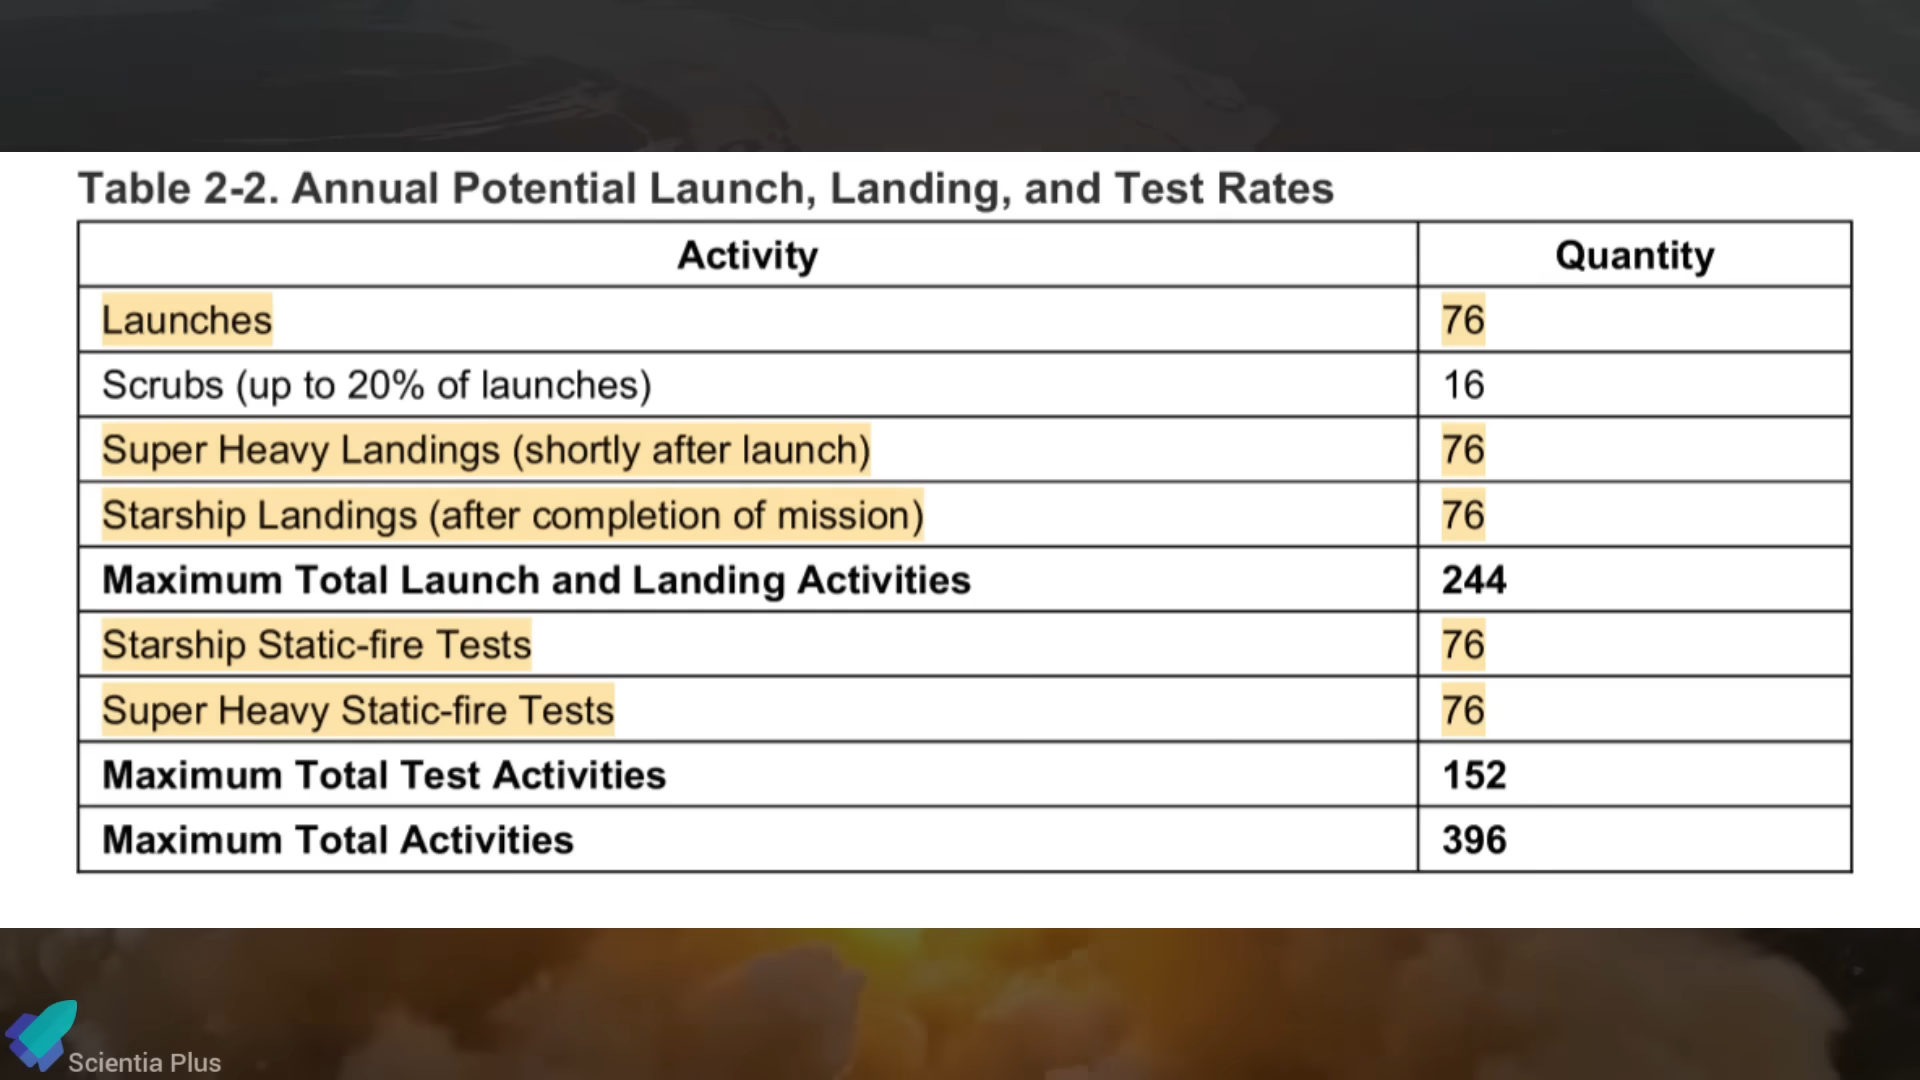 Table 2-2. Annual Potential Launch, Landing, and Test Rates
Activity Quantity
Launches 76
Scrubs (up to 20% of launches) 16
Super Heavy Landings (shortly after launch) 76
Starship Landings (after completion of mission) 76
Maximum Total Launch and Landing Activities 244
Starship Static-fire Tests 76
Super Heavy Static-fire Tests 76
Maximum Total Test Activities 152
Maximum Total Activities 396
Scientia Plus